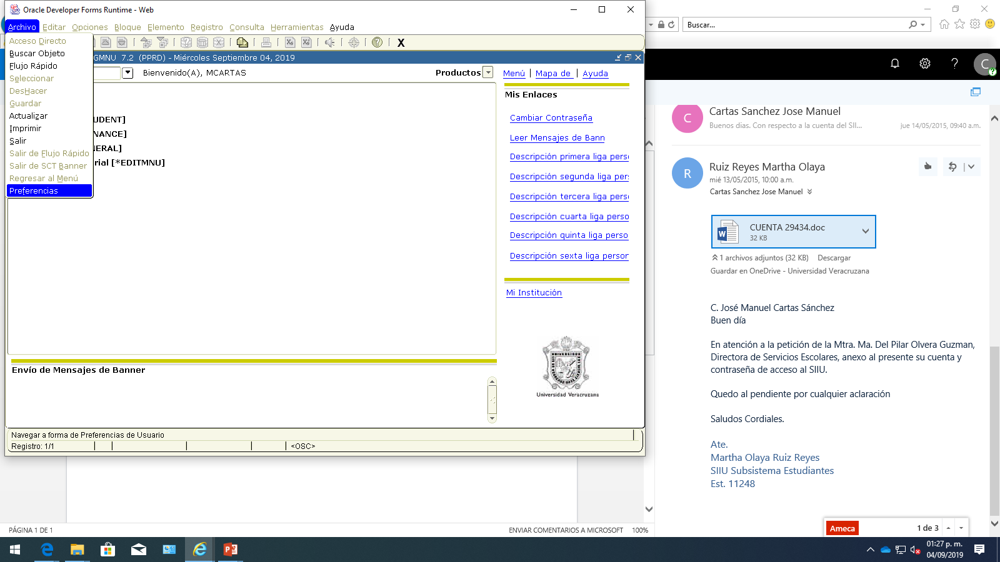 Oracle Developer Forms Runtime - Web
Archivo Editar Opciones Bloque Elemento Registro Consulta Herramientas Ayuda
Acceso Directo
Buscar Objeto
Flujo Rápido
Seleccionar
DesHacer
Guardar
Actualizar
Imprimir
Salir
Salir de Flujo Rápido
Salir de SCT Banner
Regresar al Menú
Preferencias
X
GMNU 7.2 (PPRD) - Miércoles Septiembre 04, 2019
Bienvenido(A), MCARTAS
Productos
Menú | Mapa de | Ayuda
UDENT]
NANCE]
NERAL]
rial [*EDITMNU]
Mis Enlaces
Cambiar Contraseña
Leer Mensajes de Bann
Descripción primera liga perso
Descripción segunda liga pers
Descripción tercera liga perso
Descripción cuarta liga perso
Descripción quinta liga perso
Descripción sexta liga person
Mi Institución
Universidad Veracruzana
Envío de Mensajes de Banner
Navegar a forma de Preferencias de Usuario
Registro: 1/1
<OSC>
Buscar...
C
C
Cartas Sanchez Jose Manuel
Buenos dias. Con respecto a la cuenta del SII...
jue 14/05/2015, 09:40 a.m.
R
Ruiz Reyes Martha Olaya
mié 13/05/2015, 10:00 a.m.
Cartas Sanchez Jose Manuel
CUENTA 29434.doc
32 KB
1 archivos adjuntos (32 KB) Descargar
Guardar en OneDrive - Universidad Veracruzana
C. José Manuel Cartas Sánchez
Buen día
En atención a la petición de la Mtra. Ma. Del Pilar Olvera Guzman,
Directora de Servicios Escolares, anexo al presente su cuenta y
contraseña de acceso al SIIU.
Quedo al pendiente por cualquier aclaración
Saludos Cordiales.
Ate.
Martha Olaya Ruiz Reyes
SIIU Subsistema Estudiantes
Est. 11248
Ameca
1 de 3
PÁGINA 1 DE 1
ENVIAR COMENTARIOS A MICROSOFT
100%
01:27 p. m.
04/09/2019